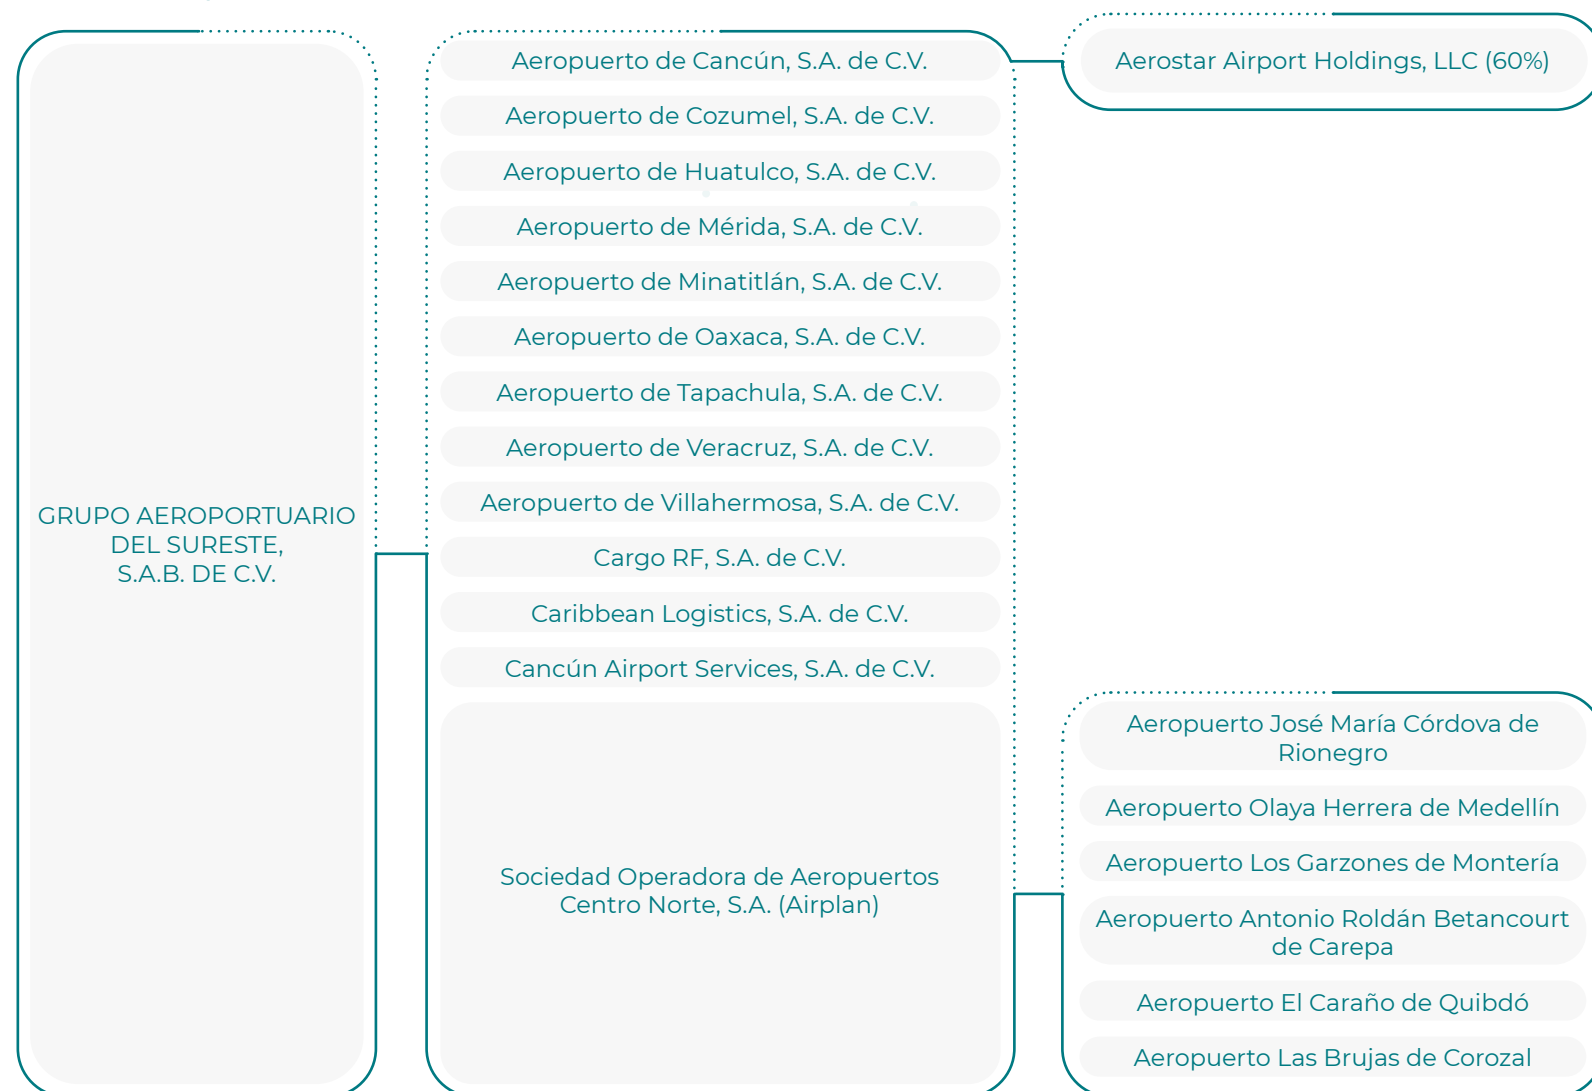 GRUPO AEROPORTUARIO
DEL SURESTE,
S.A.B. DE C.V.
Aeropuerto de Cancún, S.A. de C.V.
Aeropuerto de Cozumel, S.A. de C.V.
Aeropuerto de Huatulco, S.A. de C.V.
Aeropuerto de Mérida, S.A. de C.V.
Aeropuerto de Minatitlán, S.A. de C.V.
Aeropuerto de Oaxaca, S.A. de C.V.
Aeropuerto de Tapachula, S.A. de C.V.
Aeropuerto de Veracruz, S.A. de C.V.
Aeropuerto de Villahermosa, S.A. de C.V.
Cargo RF, S.A. de C.V.
Caribbean Logistics, S.A. de C.V.
Cancún Airport Services, S.A. de C.V.
Sociedad Operadora de Aeropuertos
Centro Norte, S.A. (Airplan)
Aerostar Airport Holdings, LLC (60%)
Aeropuerto José María Córdova de
Rionegro
Aeropuerto Olaya Herrera de Medellín
Aeropuerto Los Garzones de Montería
Aeropuerto Antonio Roldán Betancourt
de Carepa
Aeropuerto El Caraño de Quibdó
Aeropuerto Las Brujas de Corozal